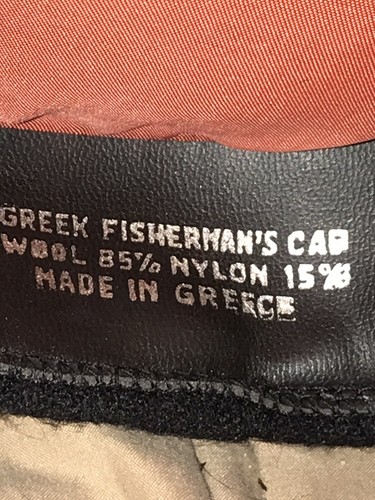 GREEK FISHERMAN'S CAP
WOOL 85% NYLON 15%
MADE IN GREECE